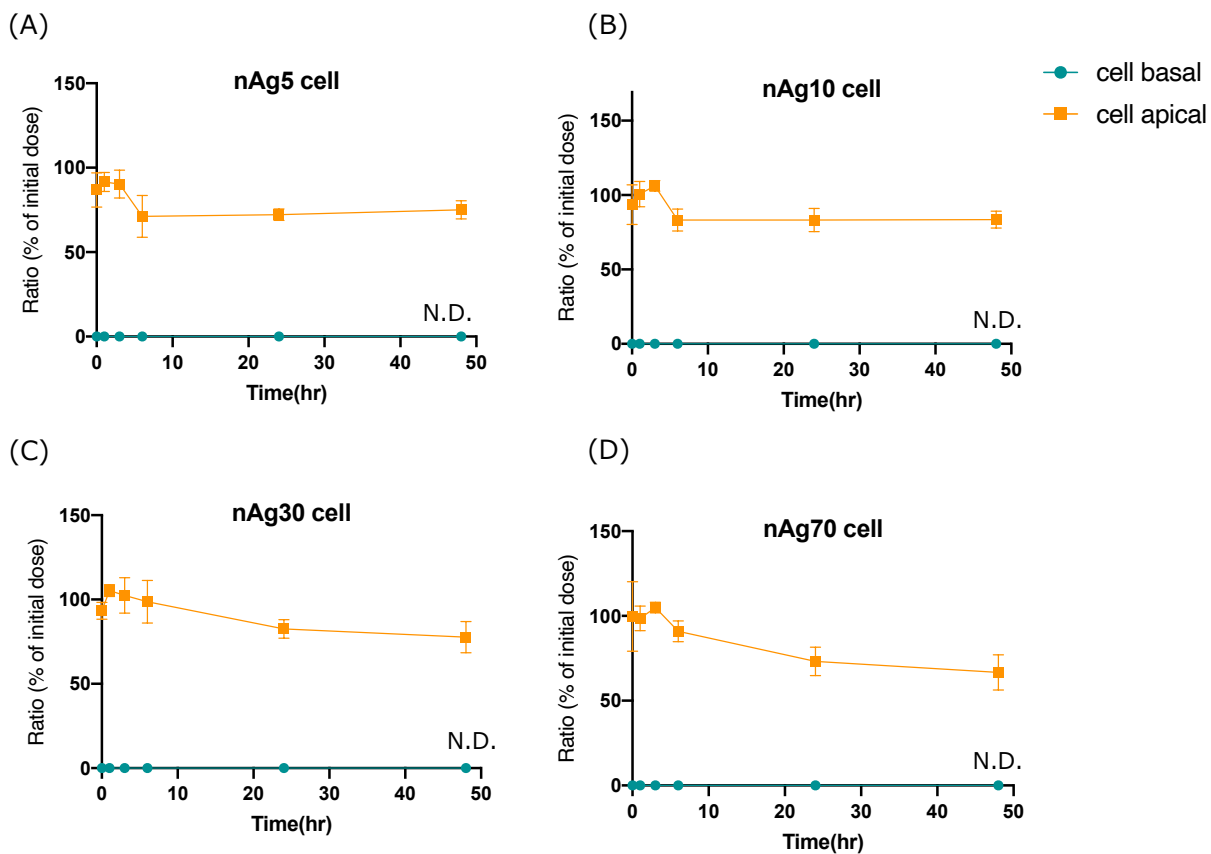 (A)
nAg5 cell
150
100
50
0
Ratio (% of initial dose)
N.D.
0 10 20 30 40 50
Time(hr)
(B)
nAg10 cell
150
100
50
0
Ratio (% of initial dose)
N.D.
0 10 20 30 40 50
Time(hr)
cell basal
cell apical
(C)
nAg30 cell
150
100
50
0
Ratio (% of initial dose)
N.D.
0 10 20 30 40 50
Time(hr)
(D)
nAg70 cell
150
100
50
0
Ratio (% of initial dose)
N.D.
0 10 20 30 40 50
Time(hr)